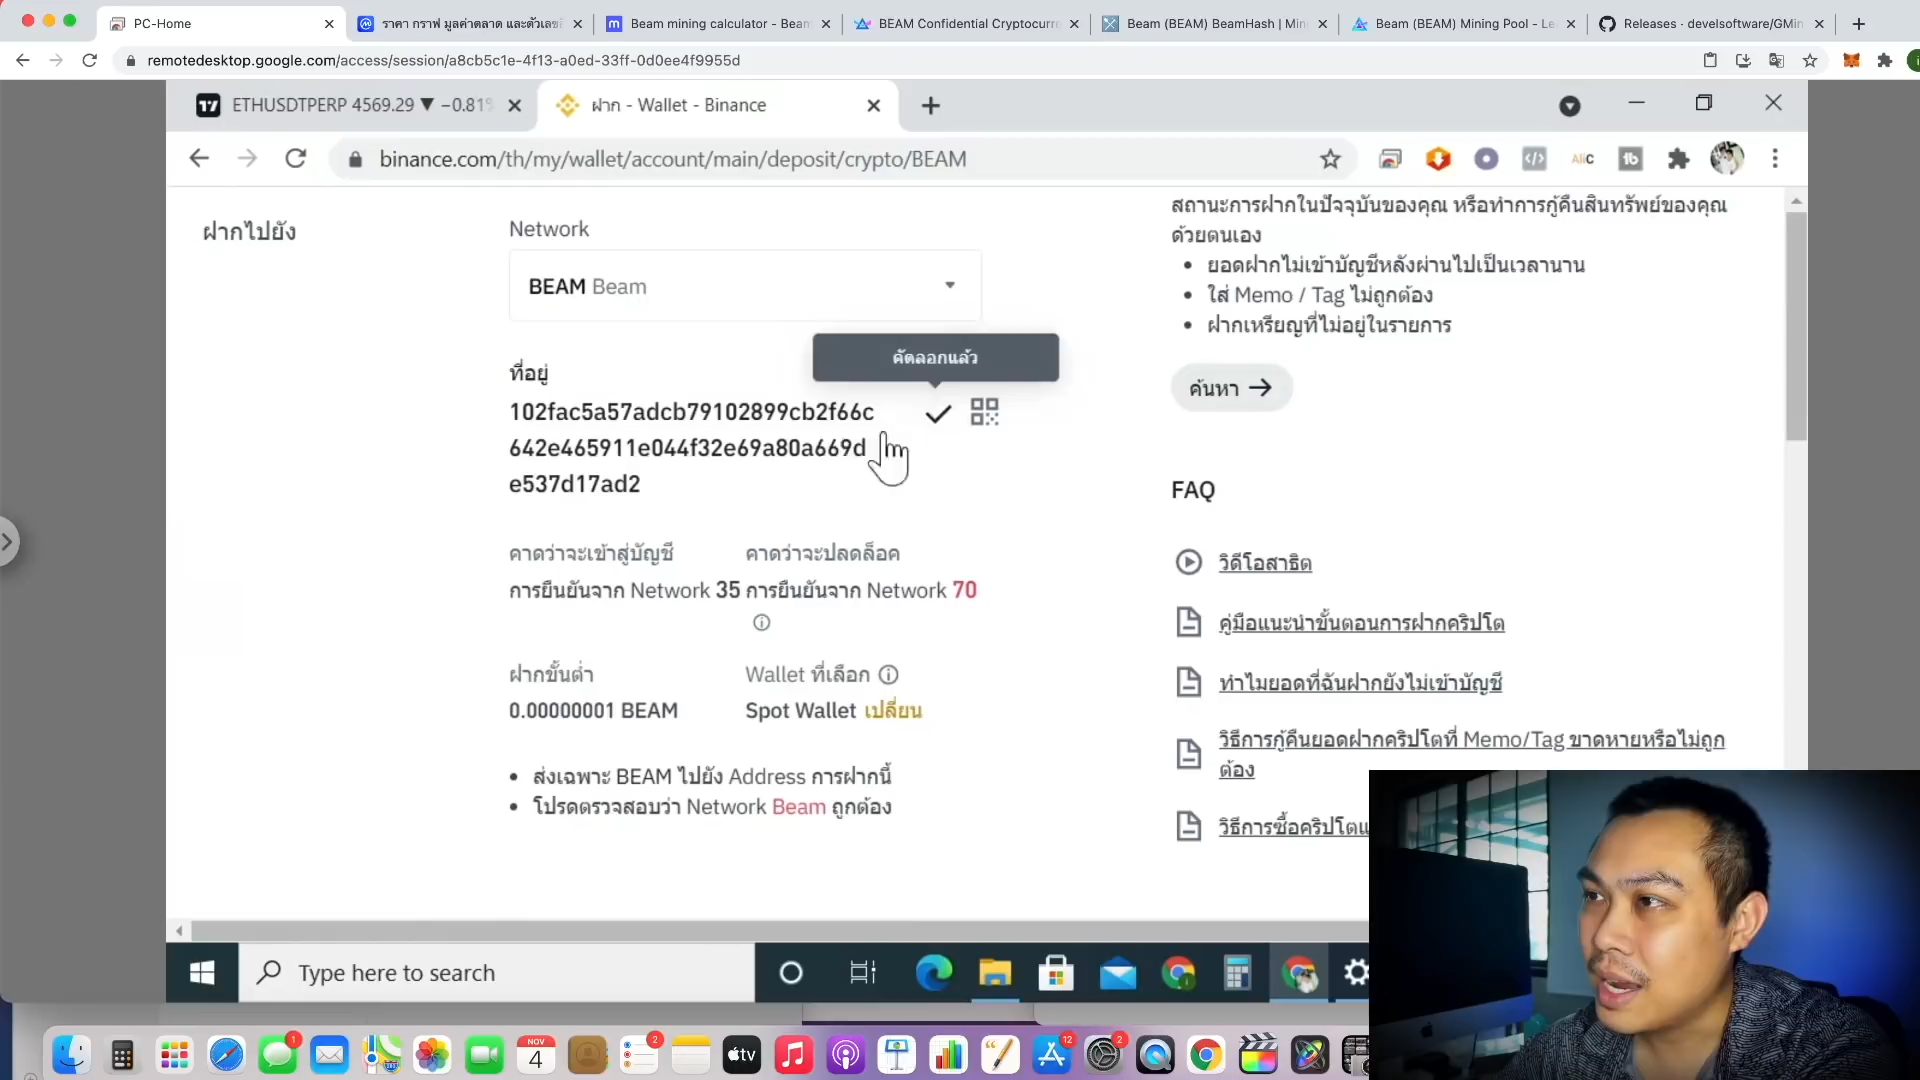 PC-Home
ราคา กราฟ มูลค่าตลาด และตัวเลขอื
Beam mining calculator - Beam
BEAM Confidential Cryptocurre
Beam (BEAM) BeamHash | Min
Beam (BEAM) Mining Pool - Le
Releases · develsoftware/GMin
remotedesktop.google.com/access/session/a8cb5c1e-4f13-a0ed-33ff-0d0ee4f9955d
ETHUSDTPERP 4569.29 ▼ −0.81%
ฝาก - Wallet - Binance
binance.com/th/my/wallet/account/main/deposit/crypto/BEAM
ฝากไปยัง
Network
BEAM Beam
คัดลอกแล้ว
ที่อยู่
102fac5a57adcb79102899cb2f66c
642e465911e044f32e69a80a669d
e537d17ad2
คาดว่าจะเข้าสู่บัญชี
การยืนยันจาก Network 35
คาดว่าจะปลดล็อค
การยืนยันจาก Network 70
ฝากขั้นต่ำ
0.00000001 BEAM
Wallet ที่เลือก
Spot Wallet เปลี่ยน
• ส่งเฉพาะ BEAM ไปยัง Address การฝากนี้
• โปรดตรวจสอบว่า Network Beam ถูกต้อง
สถานะการฝากในปัจจุบันของคุณ หรือทำการกู้คืนสินทรัพย์ของคุณ
ด้วยตนเอง
• ยอดฝากไม่เข้าบัญชีหลังผ่านไปเป็นเวลานาน
• ใส่ Memo / Tag ไม่ถูกต้อง
• ฝากเหรียญที่ไม่อยู่ในรายการ
ค้นหา →
FAQ
วิดีโอสาธิต
คู่มือแนะนำขั้นตอนการฝากคริปโต
ทำไมยอดที่ฉันฝากยังไม่เข้าบัญชี
วิธีการกู้คืนยอดฝากคริปโตที่ Memo/Tag ขาดหายหรือไม่ถูก
ต้อง
วิธีการซื้อคริปโตแ
Type here to search
NOV
4
tv